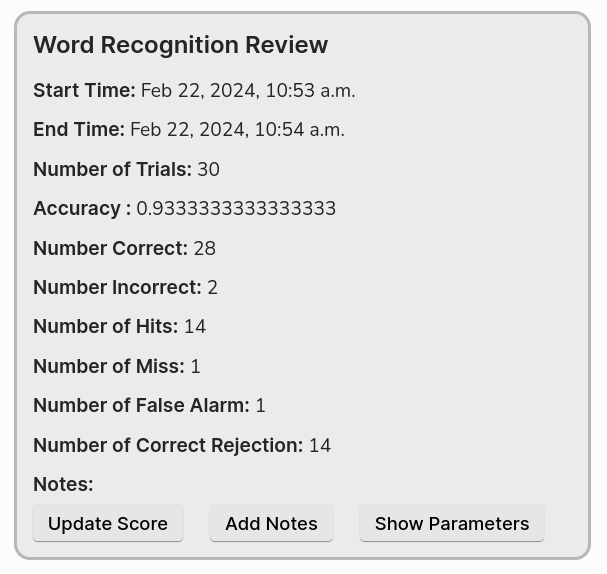 Word Recognition Review
Start Time: Feb 22, 2024, 10:53 a.m.
End Time: Feb 22, 2024, 10:54 a.m.
Number of Trials: 30
Accuracy : 0.9333333333333333
Number Correct: 28
Number Incorrect: 2
Number of Hits: 14
Number of Miss: 1
Number of False Alarm: 1
Number of Correct Rejection: 14
Notes:
Update Score Add Notes Show Parameters